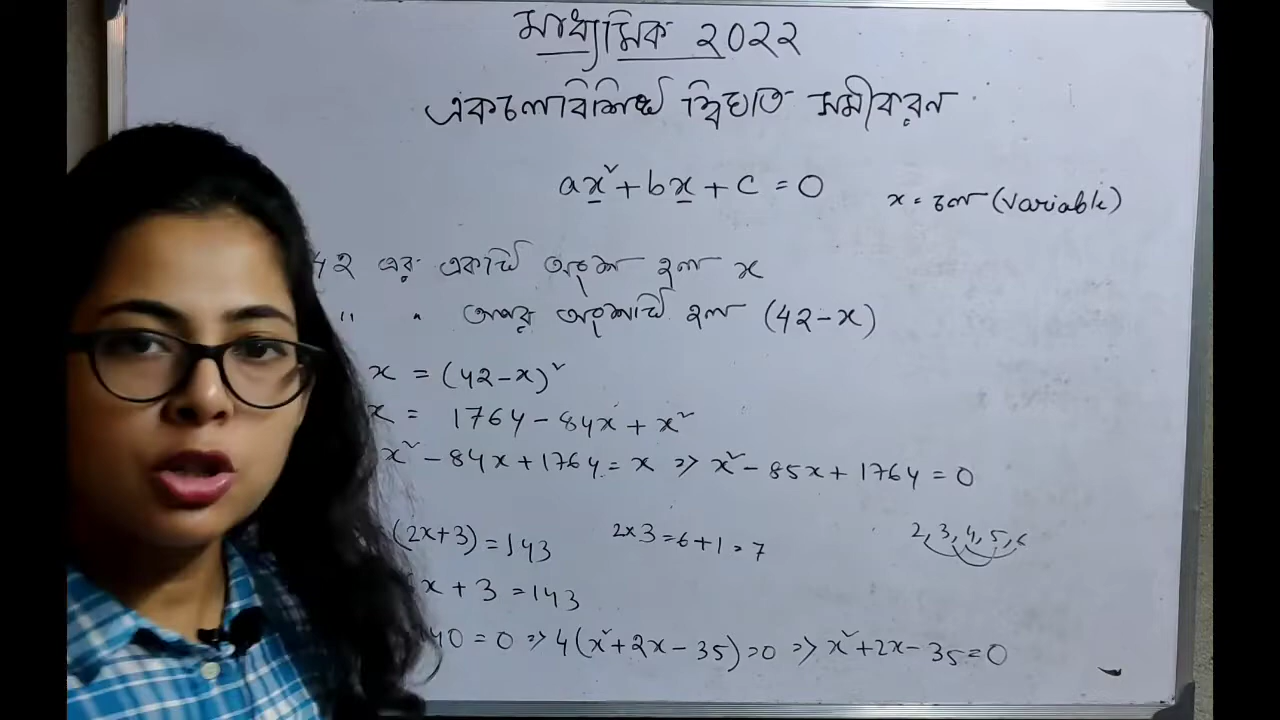 মাধ্যমিক ২০২২
একচলবিশিষ্ট দ্বিঘাত সমীকরণ
ax²+bx+c=0
x = চল (Variable)
42 এর একটি অংশ হল x
" " অপর অংশটি হল (42-x)
x = (42-x)²
x = 1764-84x+x²
x²-84x+1764=x ⇒ x²-85x+1764=0
(2x+3)=143 2x3=6+1=7 2,3,4,5,6
x+3=143
40=0 ⇒ 4(x²+2x-35)=0 ⇒ x²+2x-35=0